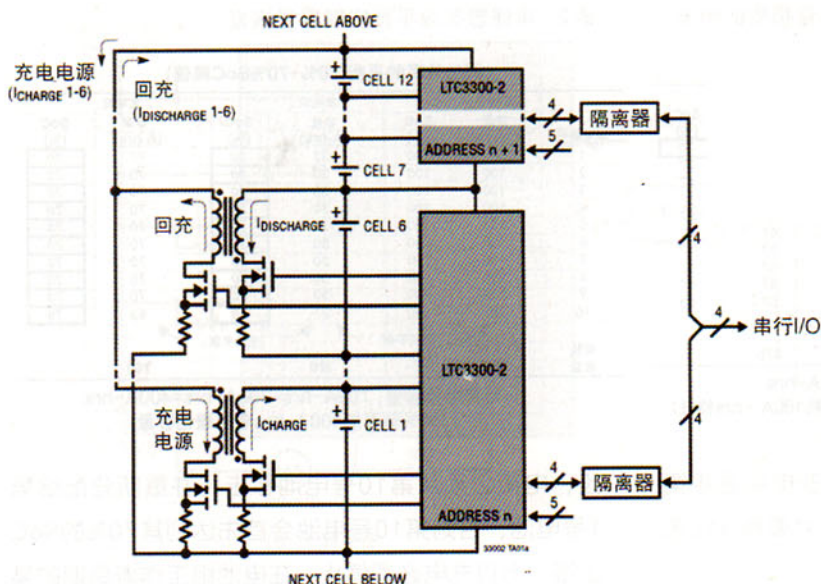 NEXT CELL ABOVE
充电电源
(ICHARGE 1-6)
回充
(IDISCHARGE 1-6)
+
CELL 12
LTC3300-2
4
隔离器
ADDRESS n + 1
5
+
CELL 7
回充
IDISCHARGE
+
CELL 6
4
4
串行I/O
LTC3300-2
充电
电源
ICHARGE
+
CELL 1
4
4
隔离器
ADDRESS n
5
NEXT CELL BELOW